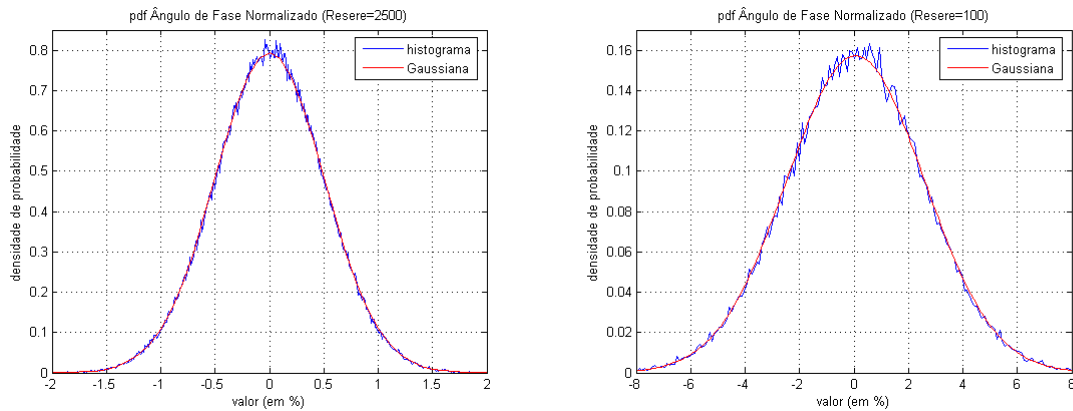 pdf Ângulo de Fase Normalizado (Resere=2500)
0.8
0.7
0.6
0.5
0.4
0.3
0.2
0.1
0
densidade de probabilidade
histograma
Gaussiana
-2 -1.5 -1 -0.5 0 0.5 1 1.5 2
valor (em %)
pdf Ângulo de Fase Normalizado (Resere=100)
0.16
0.14
0.12
0.1
0.08
0.06
0.04
0.02
0
densidade de probabilidade
histograma
Gaussiana
-8 -6 -4 -2 0 2 4 6 8
valor (em %)